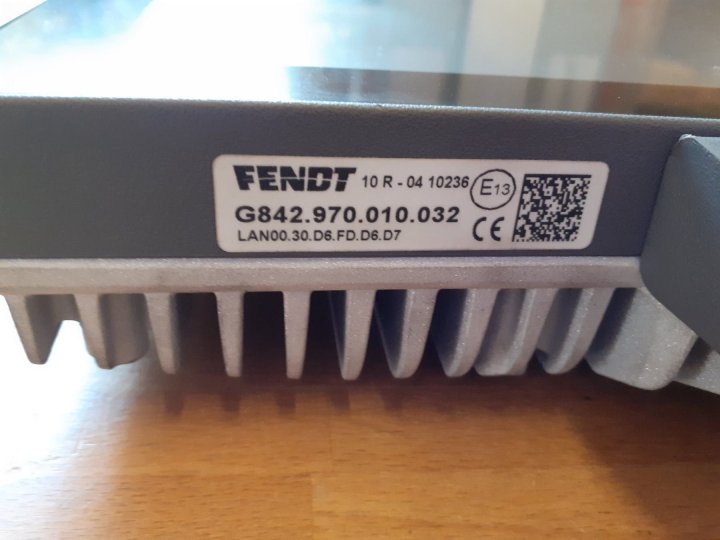 FENDT 10 R - 04 10236 E13
G842.970.010.032
LAN00.30.D6.FD.D6.D7 CE